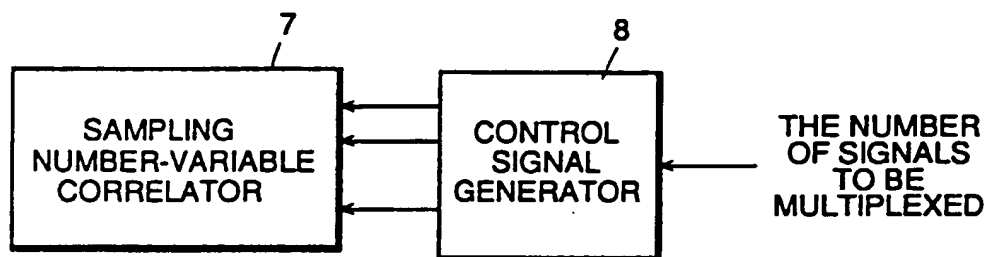 7
8
SAMPLING
NUMBER-VARIABLE
CORRELATOR
CONTROL
SIGNAL
GENERATOR
THE NUMBER
OF SIGNALS
TO BE
MULTIPLEXED